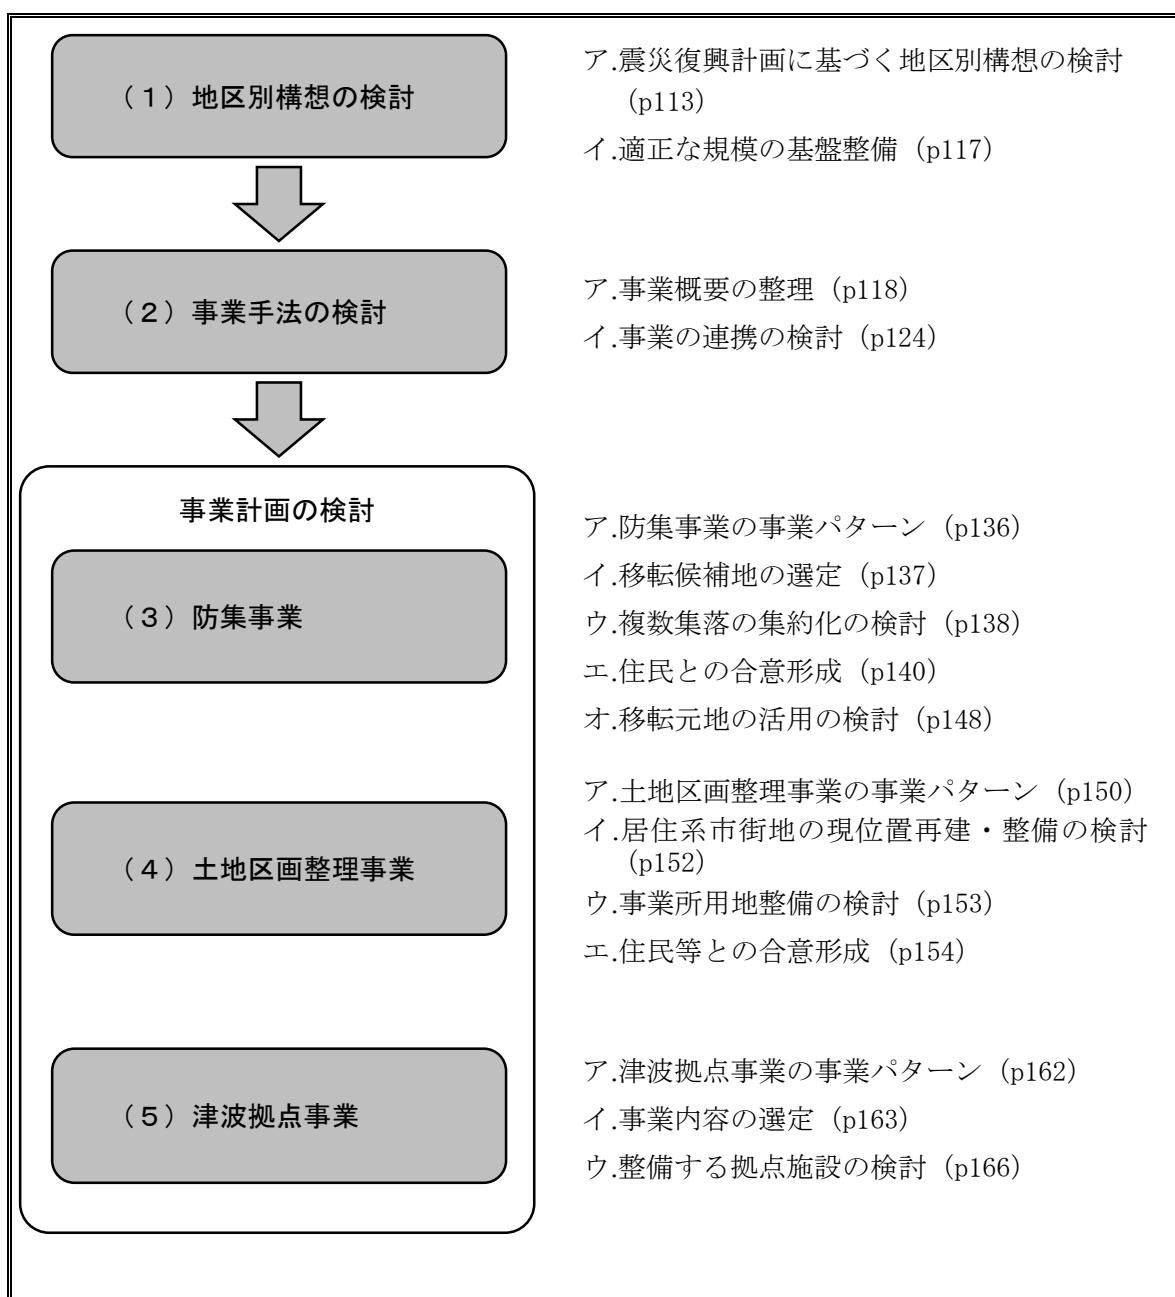 （１）地区別構想の検討
ア.震災復興計画に基づく地区別構想の検討
（p113）
イ.適正な規模の基盤整備（p117）
（２）事業手法の検討
ア.事業概要の整理（p118）
イ.事業の連携の検討（p124）
事業計画の検討
（３）防集事業
ア.防集事業の事業パターン（p136）
イ.移転候補地の選定（p137）
ウ.複数集落の集約化の検討（p138）
エ.住民との合意形成（p140）
オ.移転元地の活用の検討（p148）
（４）土地区画整理事業
ア.土地区画整理事業の事業パターン（p150）
イ.居住系市街地の現位置再建・整備の検討
（p152）
ウ.事業所用地整備の検討（p153）
エ.住民等との合意形成（p154）
（５）津波拠点事業
ア.津波拠点事業の事業パターン（p162）
イ.事業内容の選定（p163）
ウ.整備する拠点施設の検討（p166）